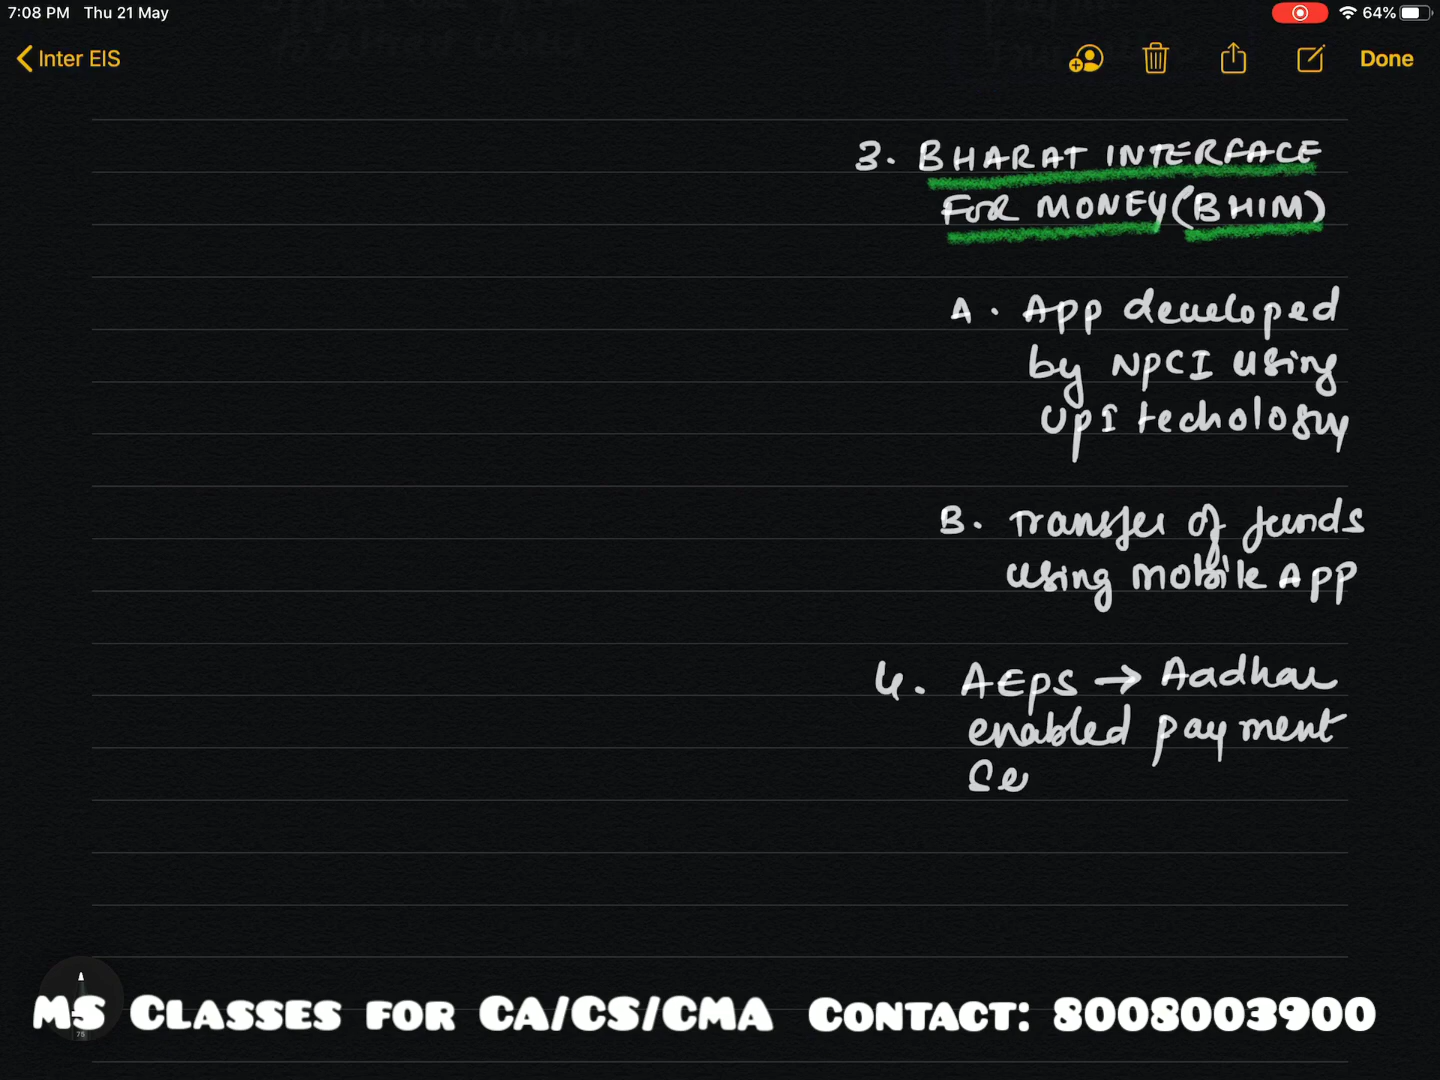 7:08 PM Thu 21 May 64%
Inter EIS Done
3. BHARAT INTERFACE
FOR MONEY (BHIM)
A. App developed
by NPCI using
UPI techology
B. Transfer of funds
using mobile App
4. AEPS → Aadhar
enabled payment
Se
MS Classes for CA/CS/CMA Contact: 8008003900
75